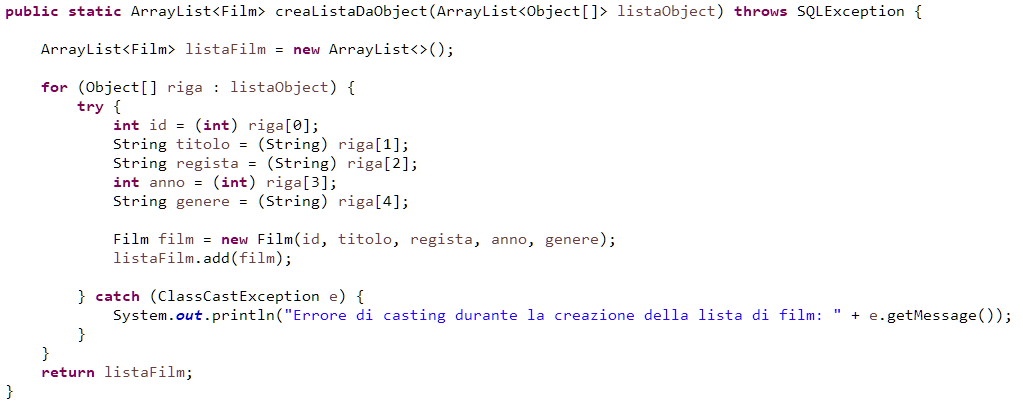 public static ArrayList<Film> creaListaDaObject(ArrayList<Object[]> listaObject) throws SQLException {
ArrayList<Film> listaFilm = new ArrayList<>();
for (Object[] riga : listaObject) {
try {
int id = (int) riga[0];
String titolo = (String) riga[1];
String regista = (String) riga[2];
int anno = (int) riga[3];
String genere = (String) riga[4];
Film film = new Film(id, titolo, regista, anno, genere);
listaFilm.add(film);
} catch (ClassCastException e) {
System.out.println("Errore di casting durante la creazione della lista di film: " + e.getMessage());
}
}
return listaFilm;
}